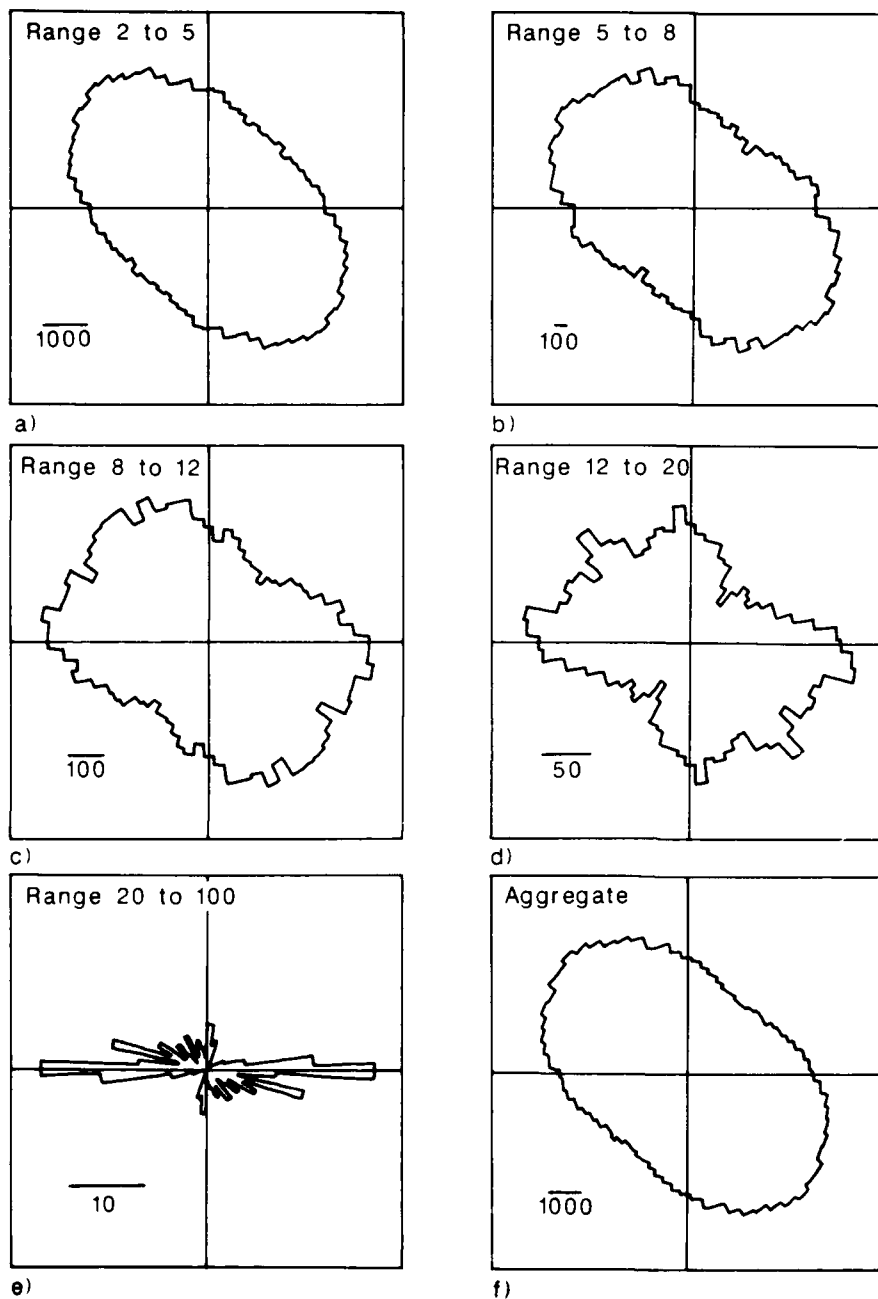 Range 2 to 5
1000
a)
Range 5 to 8
100
b)
Range 8 to 12
100
c)
Range 12 to 20
50
d)
Range 20 to 100
10
e)
Aggregate
1000
f)